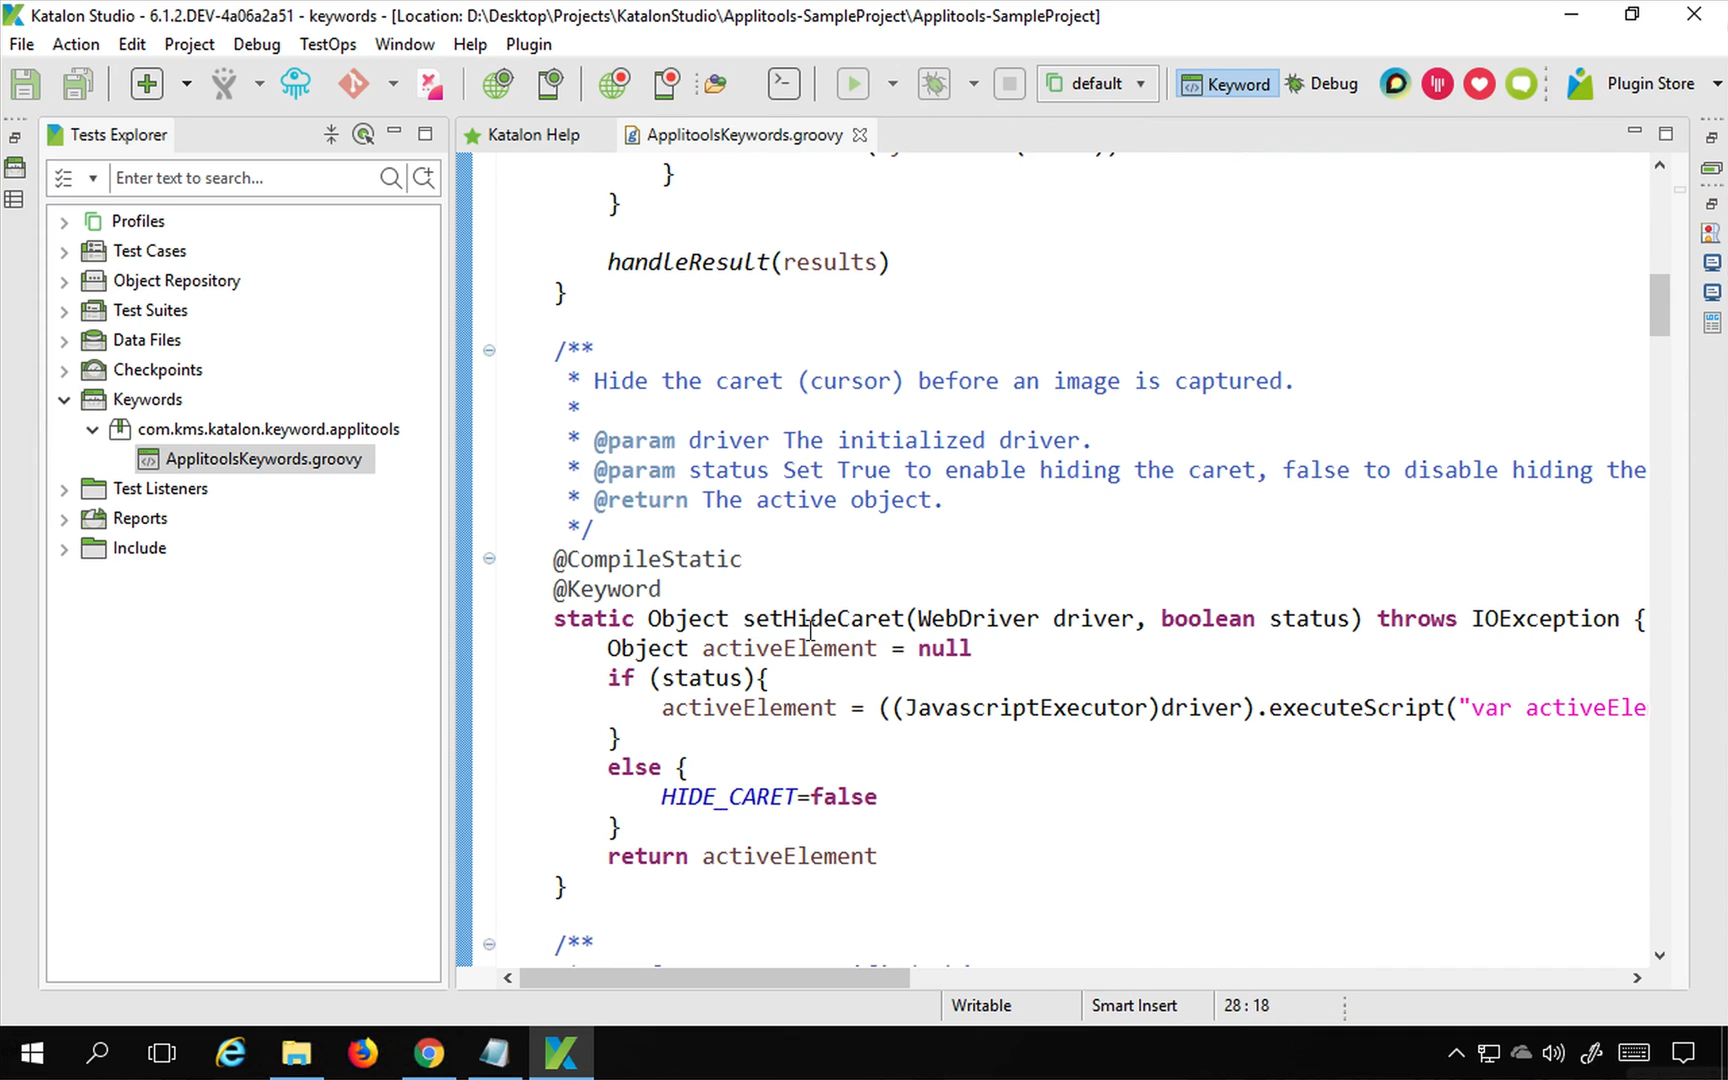 Katalon Studio - 6.1.2.DEV-4a06a2a51 - keywords - [Location: D:\Desktop\Projects\KatalonStudio\Applitools-SampleProject\Applitools-SampleProject]
File Action Edit Project Debug TestOps Window Help Plugin
default Keyword Debug Plugin Store
Tests Explorer
Katalon Help
ApplitoolsKeywords.groovy
Enter text to search...
Profiles
Test Cases
Object Repository
Test Suites
Data Files
Checkpoints
Keywords
com.kms.katalon.keyword.applitools
ApplitoolsKeywords.groovy
Test Listeners
Reports
Include
}
}
handleResult(results)
}
/**
* Hide the caret (cursor) before an image is captured.
*
* @param driver The initialized driver.
* @param status Set True to enable hiding the caret, false to disable hiding the
* @return The active object.
*/
@CompileStatic
@Keyword
static Object setHideCaret(WebDriver driver, boolean status) throws IOException {
Object activeElement = null
if (status){
activeElement = ((JavascriptExecutor)driver).executeScript("var activeEle
}
else {
HIDE_CARET=false
}
return activeElement
}
/**
Writable Smart Insert 28 : 18